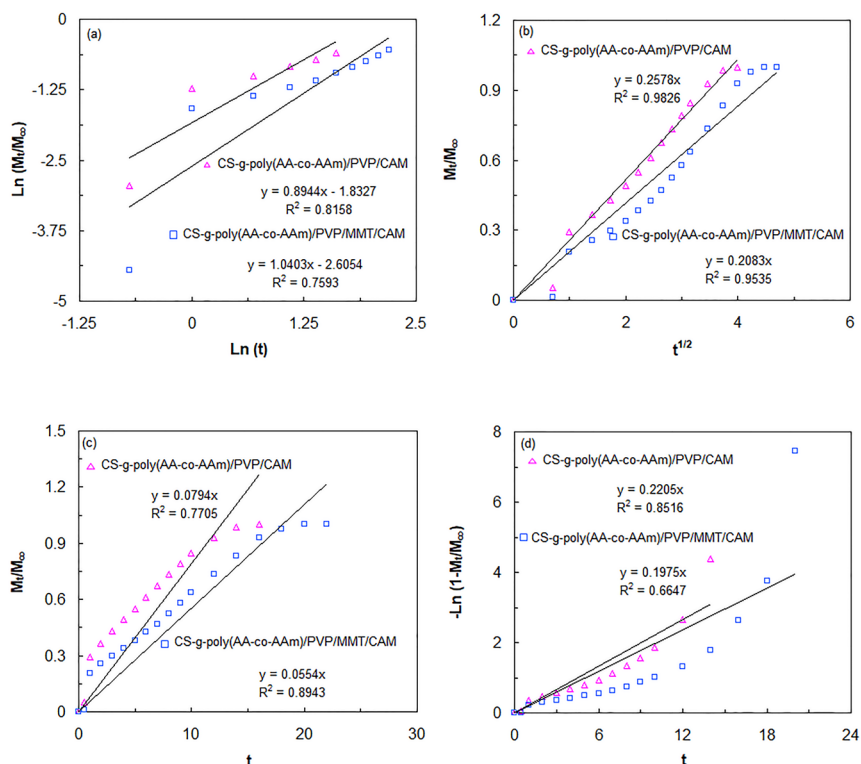 (a)
Ln (Mt/M∞)
0
-1.25
-2.5
-3.75
-5
CS-g-poly(AA-co-AAm)/PVP/CAM
y = 0.8944x - 1.8327
R² = 0.8158
CS-g-poly(AA-co-AAm)/PVP/MMT/CAM
y = 1.0403x - 2.6054
R² = 0.7593
-1.25 0 1.25 2.5
Ln (t)
(b)
Mt/M∞
1.2
0.9
0.6
0.3
0
CS-g-poly(AA-co-AAm)/PVP/CAM
y = 0.2578x
R² = 0.9826
CS-g-poly(AA-co-AAm)/PVP/MMT/CAM
y = 0.2083x
R² = 0.9535
0 2 4 6
t1/2
(c)
Mt/M∞
1.5
1.2
0.9
0.6
0.3
0
CS-g-poly(AA-co-AAm)/PVP/CAM
y = 0.0794x
R² = 0.7705
CS-g-poly(AA-co-AAm)/PVP/MMT/CAM
y = 0.0554x
R² = 0.8943
0 10 20 30
t
(d)
-Ln (1-Mt/M∞)
8
6
4
2
0
CS-g-poly(AA-co-AAm)/PVP/CAM
y = 0.2205x
R² = 0.8516
CS-g-poly(AA-co-AAm)/PVP/MMT/CAM
y = 0.1975x
R² = 0.6647
0 6 12 18 24
t